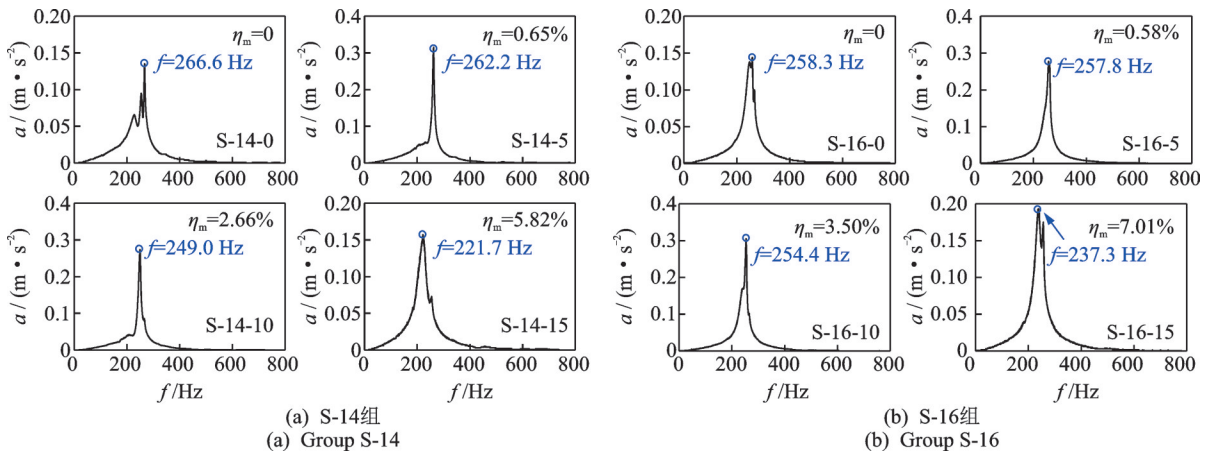 a / (m • s⁻²)
0.20
0.15
0.10
0.05
0
ηₘ=0
f=266.6 Hz
S-14-0
0 200 400 600 800
a / (m • s⁻²)
0.4
0.3
0.2
0.1
0
ηₘ=0.65%
f=262.2 Hz
S-14-5
0 200 400 600 800
a / (m • s⁻²)
0.20
0.15
0.10
0.05
0
ηₘ=0
f=258.3 Hz
S-16-0
0 200 400 600 800
a / (m • s⁻²)
0.4
0.3
0.2
0.1
0
ηₘ=0.58%
f=257.8 Hz
S-16-5
0 200 400 600 800
a / (m • s⁻²)
0.4
0.3
0.2
0.1
0
ηₘ=2.66%
f=249.0 Hz
S-14-10
0 200 400 600 800
f /Hz
a / (m • s⁻²)
0.20
0.15
0.10
0.05
0
ηₘ=5.82%
f=221.7 Hz
S-14-15
0 200 400 600 800
f /Hz
a / (m • s⁻²)
0.4
0.3
0.2
0.1
0
ηₘ=3.50%
f=254.4 Hz
S-16-10
0 200 400 600 800
f /Hz
a / (m • s⁻²)
0.20
0.15
0.10
0.05
0
ηₘ=7.01%
f=237.3 Hz
S-16-15
0 200 400 600 800
f /Hz
(a) S-14组
(a) Group S-14
(b) S-16组
(b) Group S-16